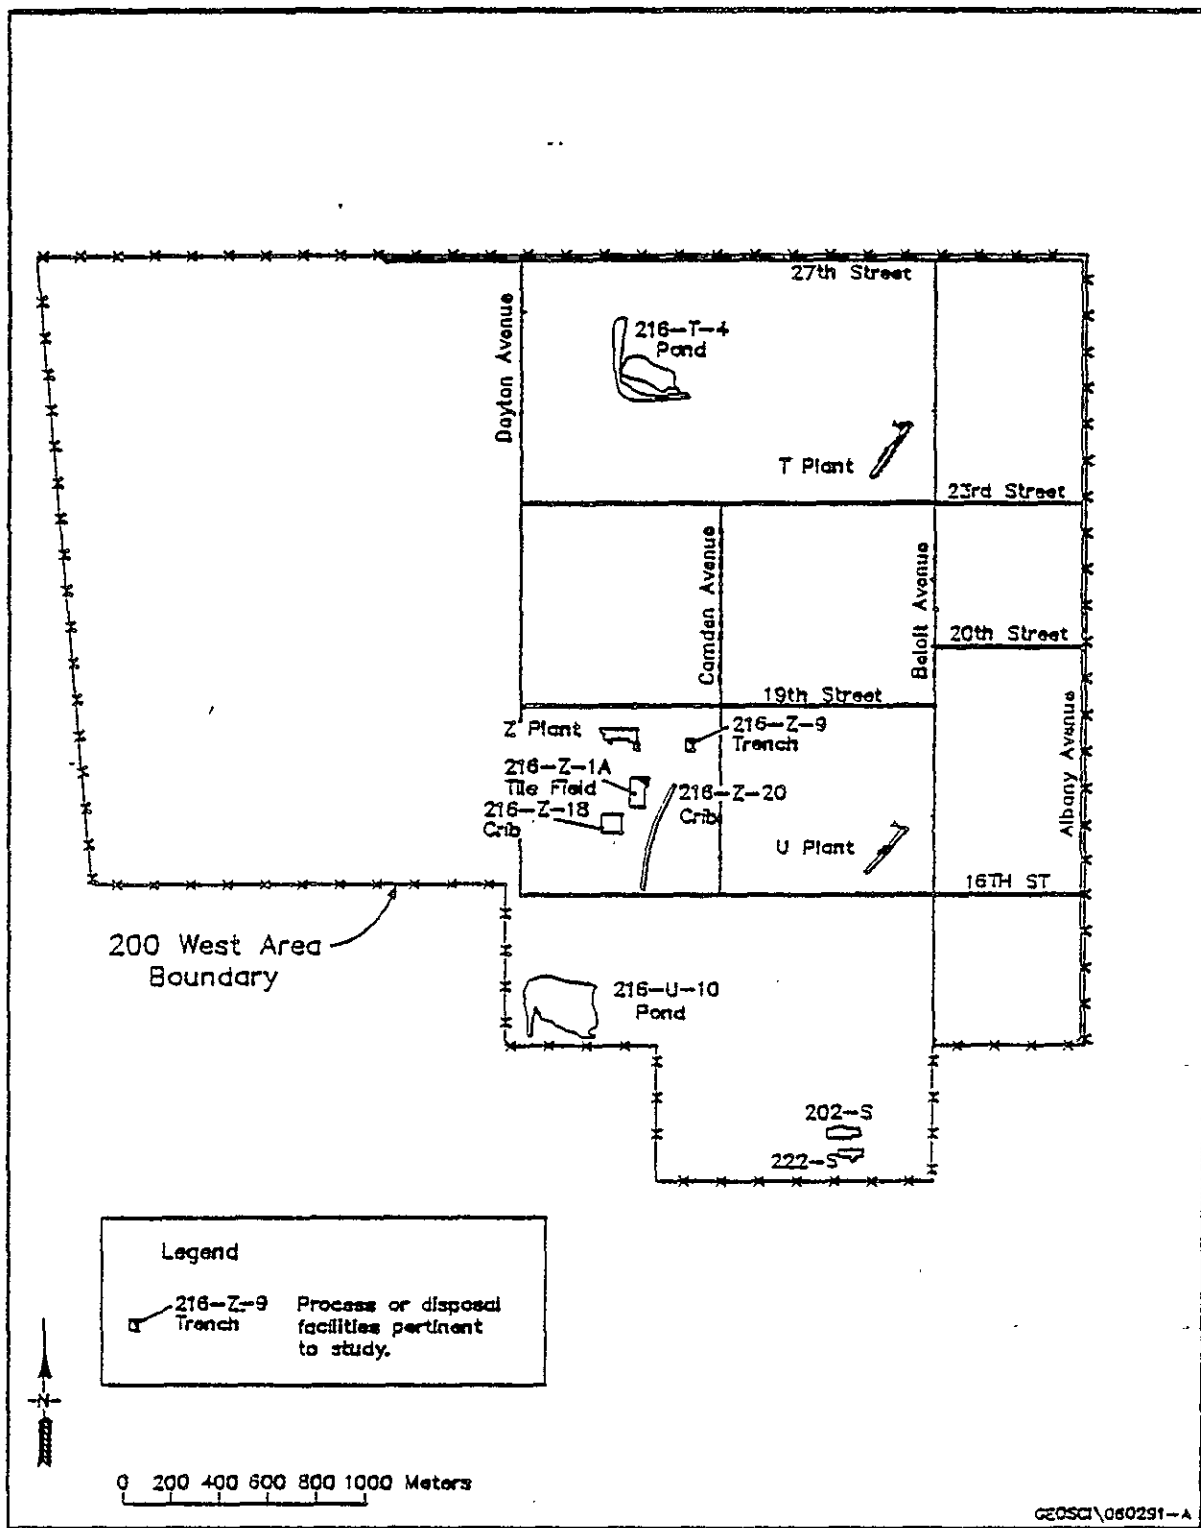 27th Street
216-T-4
Pond
Dayton Avenue
T Plant
23rd Street
Camden Avenue
Beloit Avenue
20th Street
19th Street
Z Plant
216-Z-9
Trench
216-Z-1A
Tile Field
216-Z-20
Crib
216-Z-18
Crib
Albany Avenue
U Plant
16TH ST
200 West Area
Boundary
216-U-10
Pond
202-S
222-S
Legend
216-Z-9
Trench
Process or disposal
facilities pertinent
to study.
N
0 200 400 600 800 1000 Meters
GEOSCI\060291-A